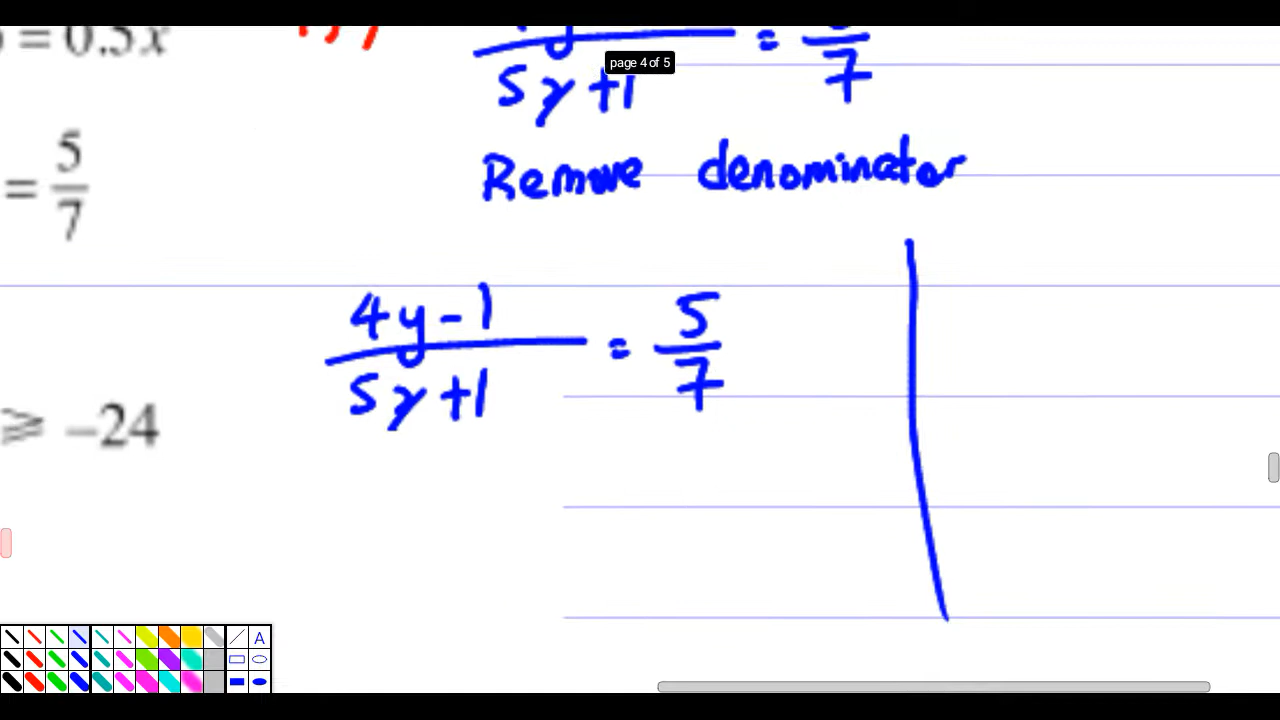 = 0.5x
5y+1 = 7
page 4 of 5
Remove denominator
= 5/7
4y-1 / 5y+1 = 5/7
⩾ –24
A